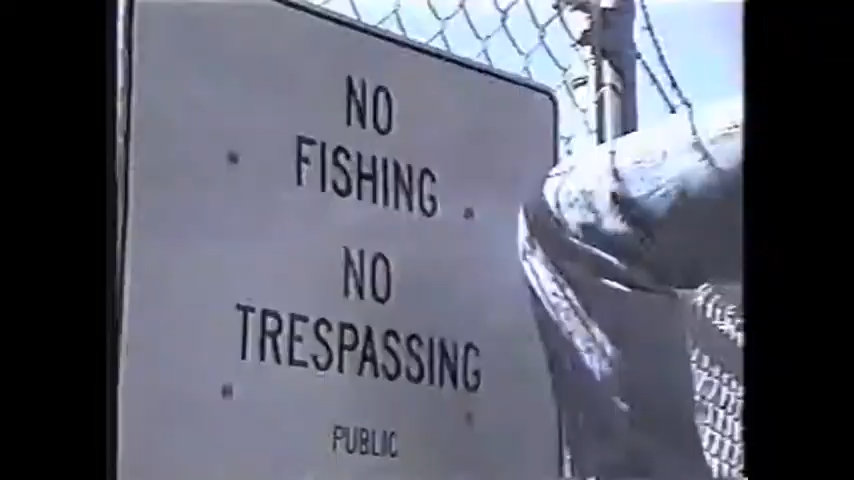 NO
FISHING
NO
TRESPASSING
PUBLIC